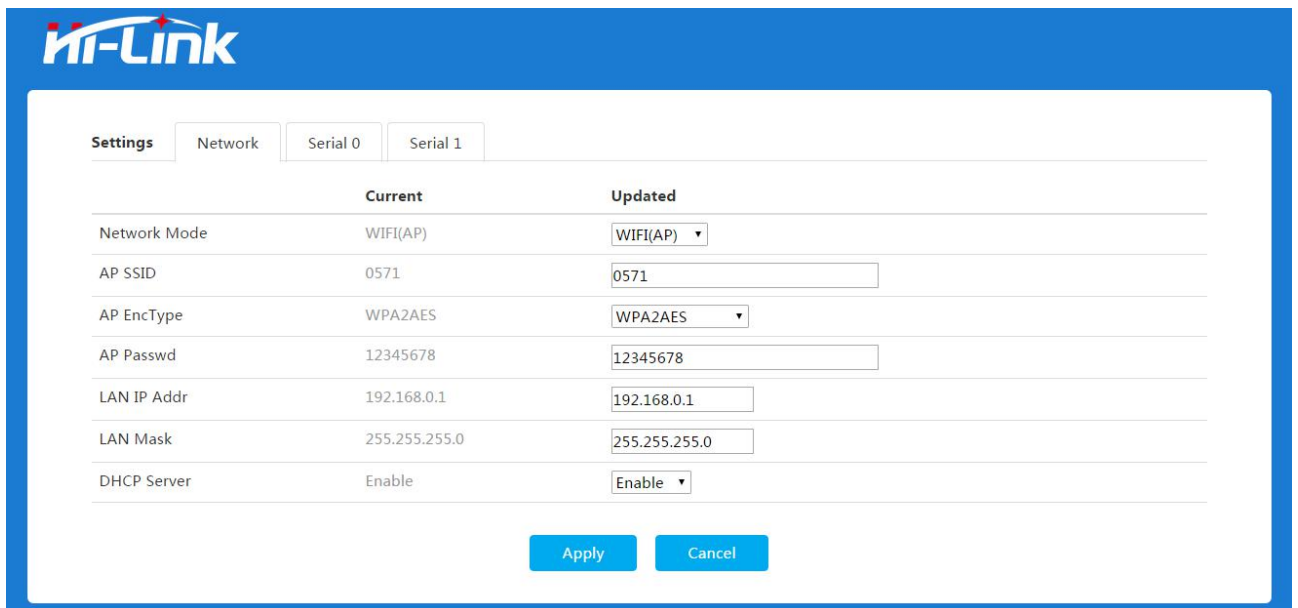 Hi-Link
Settings Network Serial 0 Serial 1
Current Updated
Network Mode WIFI(AP) WIFI(AP)
AP SSID 0571 0571
AP EncType WPA2AES WPA2AES
AP Passwd 12345678 12345678
LAN IP Addr 192.168.0.1 192.168.0.1
LAN Mask 255.255.255.0 255.255.255.0
DHCP Server Enable Enable
Apply Cancel